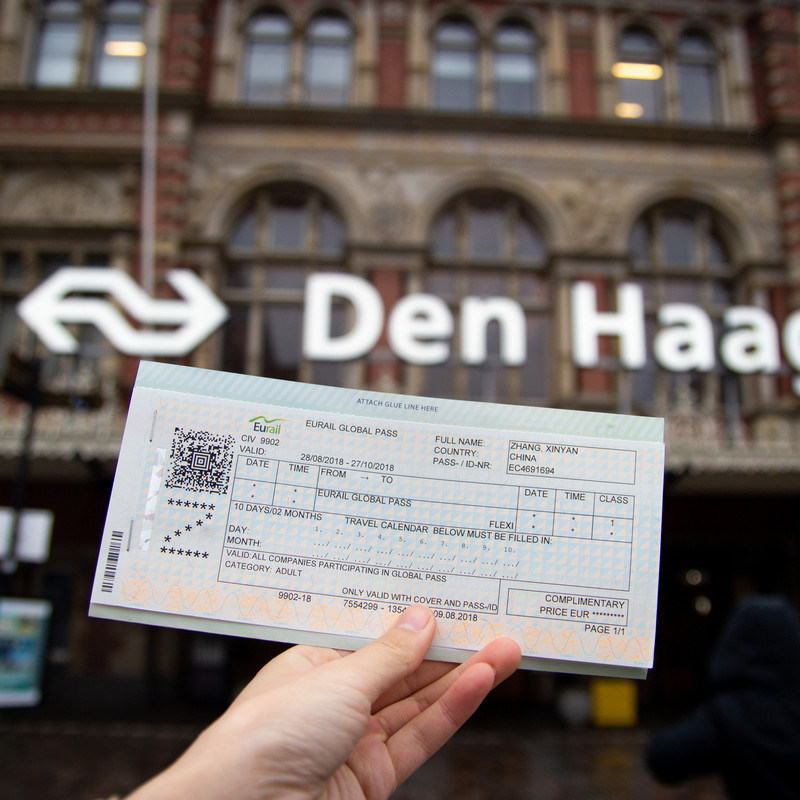 Den Haag
ATTACH GLUE LINE HERE
Eurail
EURAIL GLOBAL PASS
CIV 9902
VALID: 28/08/2018 - 27/10/2018
FULL NAME: ZHANG, XINYAN
COUNTRY: CHINA
PASS- / ID-NR: EC4691694
DATE TIME FROM → TO DATE TIME CLASS
: : EURAIL GLOBAL PASS : : 1
10 DAYS/02 MONTHS FLEXI
TRAVEL CALENDAR BELOW MUST BE FILLED IN:
DAY: 1. 2. 3. 4. 5. 6. 7. 8. 9. 10.
MONTH: .../ .../ .../ .../ .../ .../ .../ .../ .../ ...
VALID ALL COMPANIES PARTICIPATING IN GLOBAL PASS
CATEGORY: ADULT
ONLY VALID WITH COVER AND PASS-ID
9902-18 7554299 - 09.08.2018
COMPLIMENTARY
PRICE EUR *********
PAGE 1/1